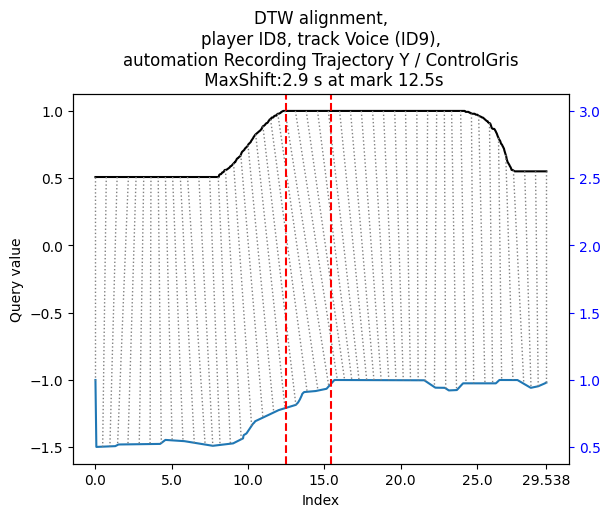 DTW alignment,
player ID8, track Voice (ID9),
automation Recording Trajectory Y / ControlGris
MaxShift:2.9 s at mark 12.5s
1.0
0.5
0.0
−0.5
−1.0
−1.5
Query value
3.0
2.5
2.0
1.5
1.0
0.5
0.0 5.0 10.0 15.0 20.0 25.0 29.538
Index